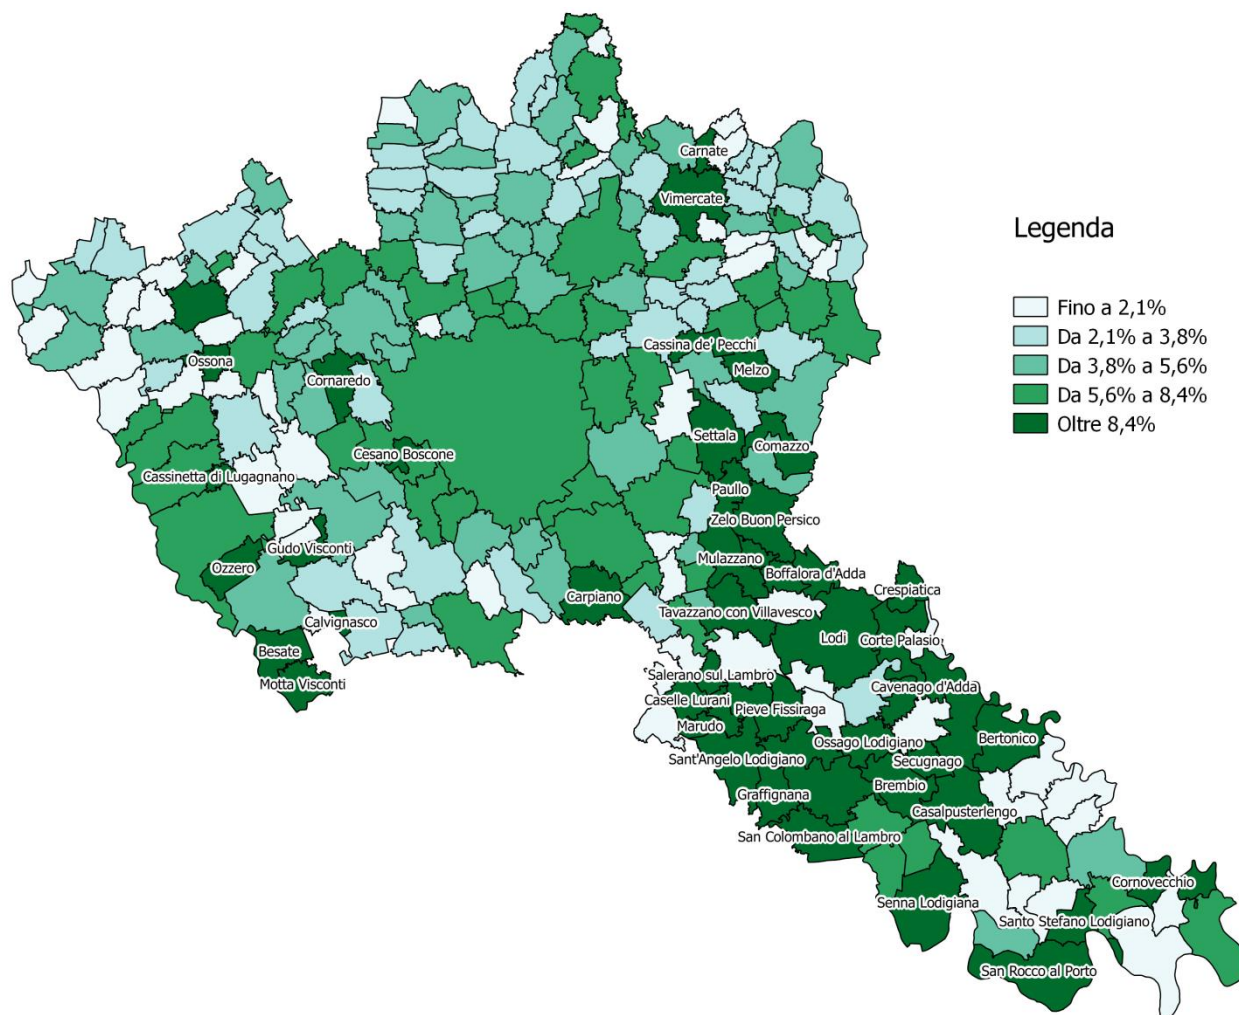 Carnate
Vimercate
Legenda
Fino a 2,1%
Da 2,1% a 3,8%
Da 3,8% a 5,6%
Da 5,6% a 8,4%
Oltre 8,4%
Cassina de' Pecchi
Melzo
Ossona
Cornaredo
Settala
Comazzo
Cesano Boscone
Cassinetta di Lugagnano
Paullo
Zelo Buon Persico
Gudo Visconti
Mulazzano
Ozzero
Boffalora d'Adda
Crespiatica
Carpiano
Tavazzano con Villavesco
Calvignasco
Lodi
Corte Palasio
Besate
Salerano sul Lambro
Motta Visconti
Cavenago d'Adda
Caselle Lurani
Pieve Fissiraga
Marudo
Ossago Lodigiano
Bertonico
Sant'Angelo Lodigiano
Secugnago
Graffignana
Brembio
Casalpusterlengo
San Colombano al Lambro
Cornovecchio
Senna Lodigiana
Santo Stefano Lodigiano
San Rocco al Porto